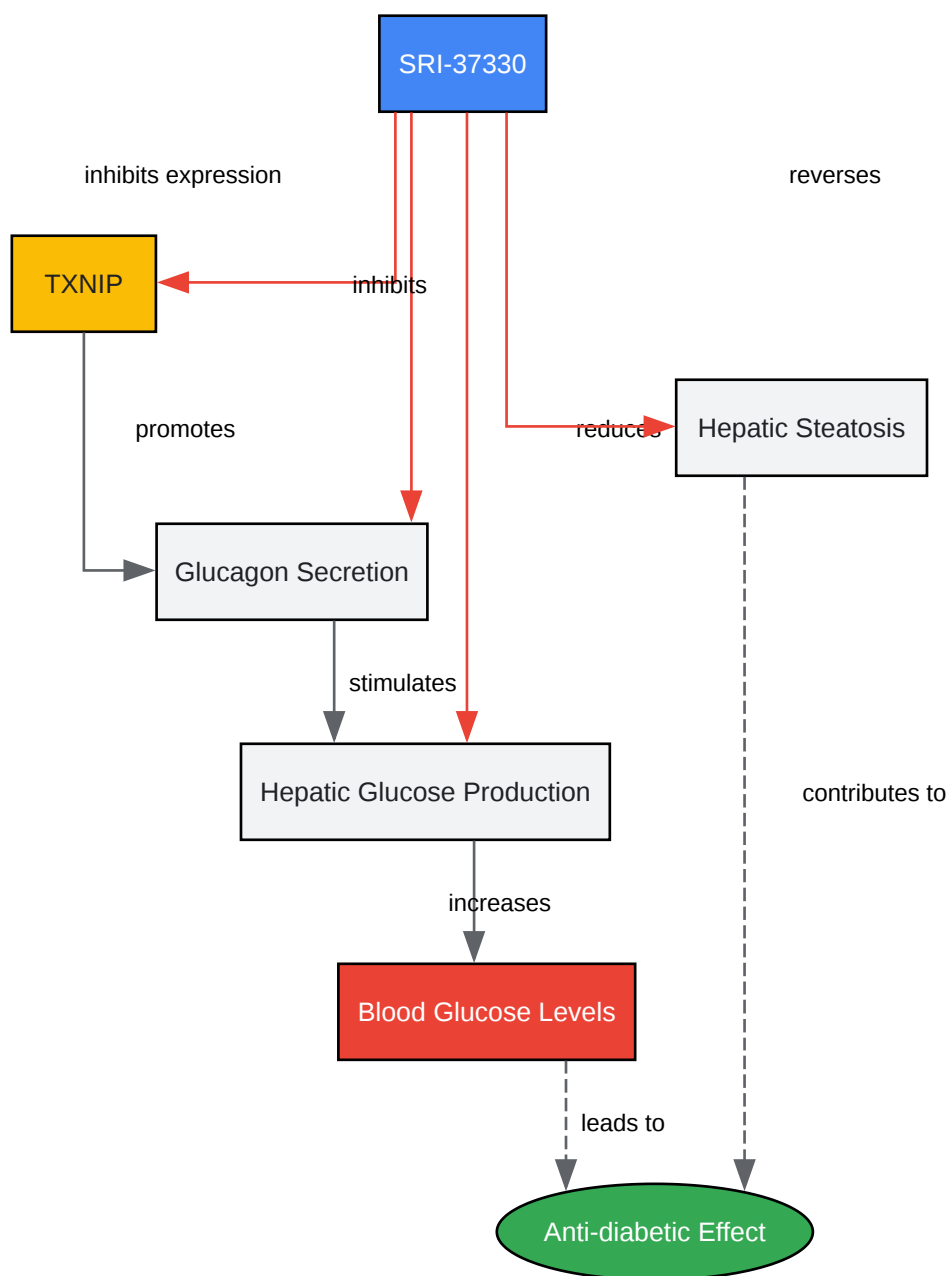 SRI-37330
inhibits expression
reverses
TXNIP
inhibits
promotes
reduces
Hepatic Steatosis
Glucagon Secretion
stimulates
Hepatic Glucose Production
contributes to
increases
Blood Glucose Levels
leads to
Anti-diabetic Effect